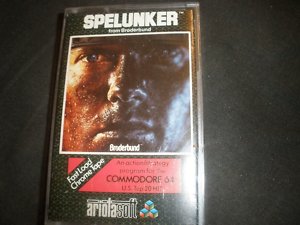 SPELUNKER™
from Broderbund
Broderbund
Fast Load
Chrome Tape
An action/strategy
program for the
COMMODORE 64
U.S. Top 20 Hit!
ariolasoft